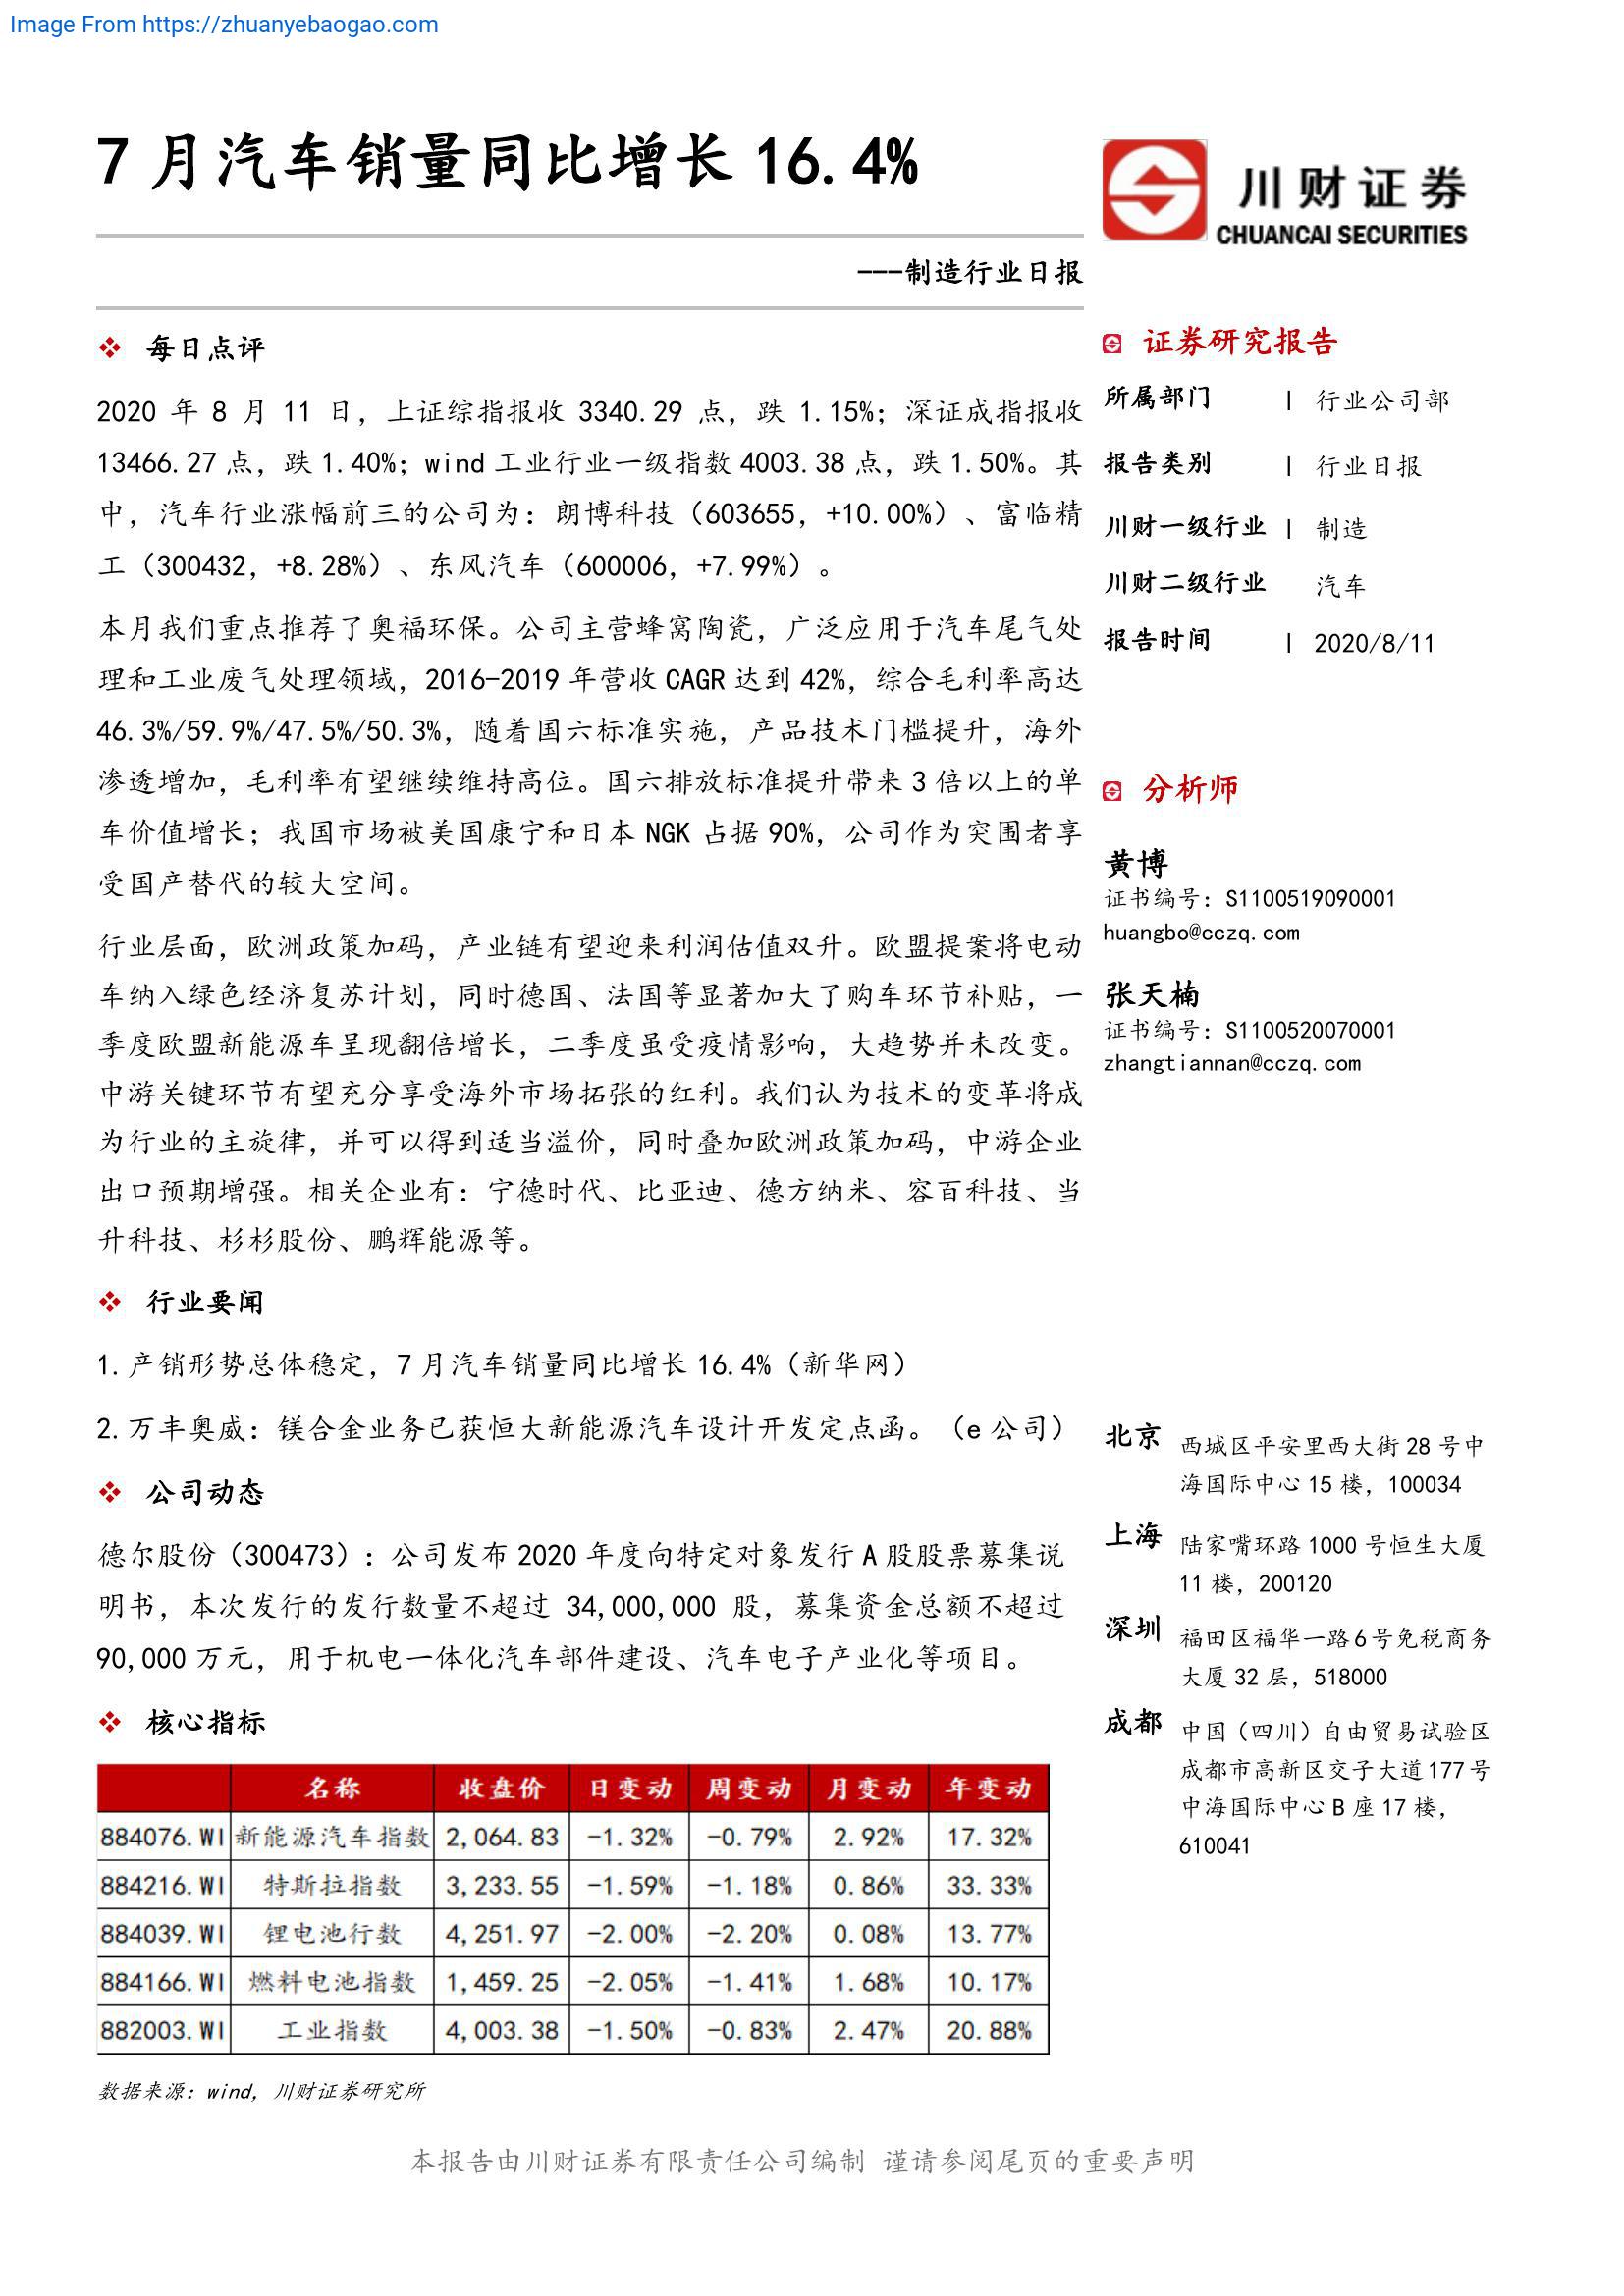 Image From https://zhuanyebaogao.com
7 月汽车销量同比增长 16.4%
川财证券
CHUANCAI SECURITIES
---制造行业日报
每日点评
2020 年 8 月 11 日，上证综指报收 3340.29 点，跌 1.15%；深证成指报收
13466.27 点，跌 1.40%；wind 工业行业一级指数 4003.38 点，跌 1.50%。其
中，汽车行业涨幅前三的公司为：朗博科技（603655，+10.00%）、富临精
工（300432，+8.28%）、东风汽车（600006，+7.99%）。
本月我们重点推荐了奥福环保。公司主营蜂窝陶瓷，广泛应用于汽车尾气处
理和工业废气处理领域，2016-2019 年营收 CAGR 达到 42%，综合毛利率高达
46.3%/59.9%/47.5%/50.3%，随着国六标准实施，产品技术门槛提升，海外
渗透增加，毛利率有望继续维持高位。国六排放标准提升带来 3 倍以上的单
车价值增长；我国市场被美国康宁和日本 NGK 占据 90%，公司作为突围者享
受国产替代的较大空间。
行业层面，欧洲政策加码，产业链有望迎来利润估值双升。欧盟提案将电动
车纳入绿色经济复苏计划，同时德国、法国等显著加大了购车环节补贴，一
季度欧盟新能源车呈现翻倍增长，二季度虽受疫情影响，大趋势并未改变。
中游关键环节有望充分享受海外市场拓张的红利。我们认为技术的变革将成
为行业的主旋律，并可以得到适当溢价，同时叠加欧洲政策加码，中游企业
出口预期增强。相关企业有：宁德时代、比亚迪、德方纳米、容百科技、当
升科技、杉杉股份、鹏辉能源等。
行业要闻
1.产销形势总体稳定，7 月汽车销量同比增长 16.4%（新华网）
2.万丰奥威：镁合金业务已获恒大新能源汽车设计开发定点函。（e 公司）
公司动态
德尔股份（300473）：公司发布 2020 年度向特定对象发行 A 股股票募集说
明书，本次发行的发行数量不超过 34,000,000 股，募集资金总额不超过
90,000 万元，用于机电一体化汽车部件建设、汽车电子产业化等项目。
核心指标
名称 收盘价 日变动 周变动 月变动 年变动
884076.WI 新能源汽车指数 2,064.83 -1.32% -0.79% 2.92% 17.32%
884216.WI 特斯拉指数 3,233.55 -1.59% -1.18% 0.86% 33.33%
884039.WI 锂电池行数 4,251.97 -2.00% -2.20% 0.08% 13.77%
884166.WI 燃料电池指数 1,459.25 -2.05% -1.41% 1.68% 10.17%
882003.WI 工业指数 4,003.38 -1.50% -0.83% 2.47% 20.88%
数据来源：wind，川财证券研究所
证券研究报告
所属部门 | 行业公司部
报告类别 | 行业日报
川财一级行业 | 制造
川财二级行业 汽车
报告时间 | 2020/8/11
分析师
黄博
证书编号：S1100519090001
huangbo@cczq.com
张天楠
证书编号：S1100520070001
zhangtiannan@cczq.com
北京 西城区平安里西大街 28 号中
海国际中心 15 楼，100034
上海 陆家嘴环路 1000 号恒生大厦
11 楼，200120
深圳 福田区福华一路 6 号免税商务
大厦 32 层，518000
成都 中国（四川）自由贸易试验区
成都市高新区交子大道 177 号
中海国际中心 B 座 17 楼，
610041
本报告由川财证券有限责任公司编制 谨请参阅尾页的重要声明